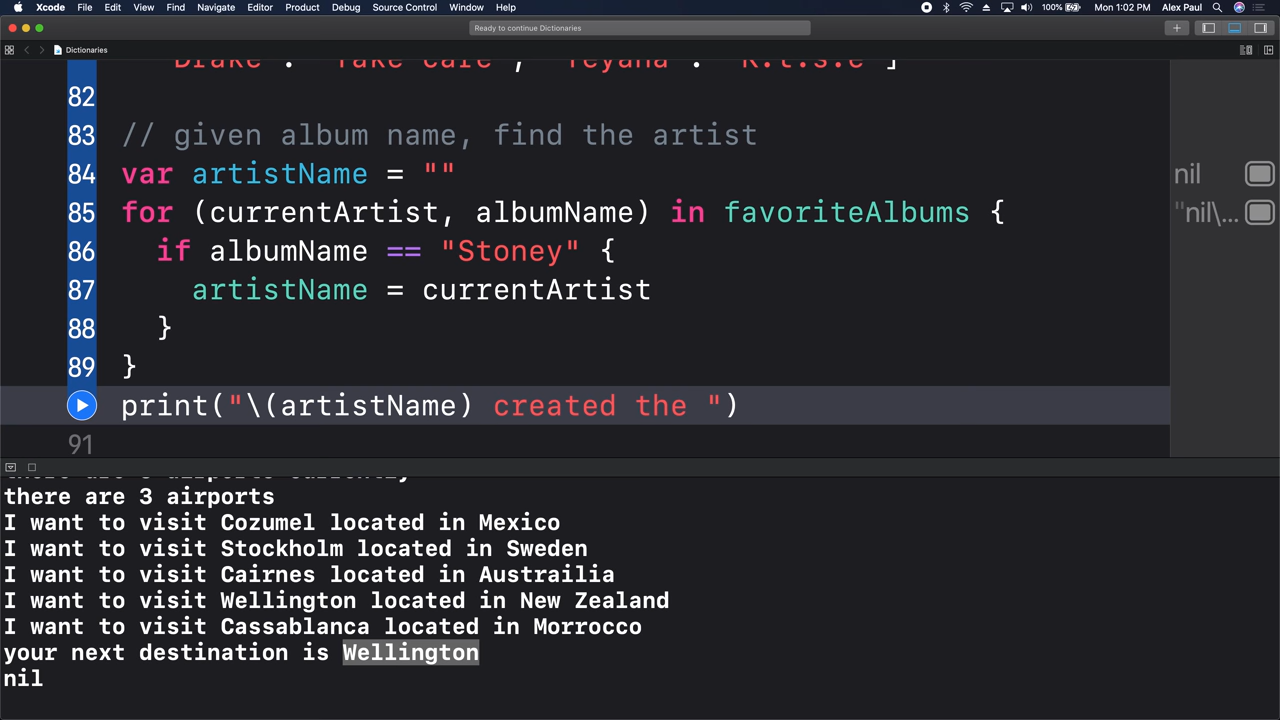 Xcode File Edit View Find Navigate Editor Product Debug Source Control Window Help 100% Mon 1:02 PM Alex Paul
Ready to continue Dictionaries
Dictionaries
"Drake : "Take Care", "Teyana" : "K.t.s.e"]
82
83 // given album name, find the artist
84 var artistName = "" nil
85 for (currentArtist, albumName) in favoriteAlbums { "nil\...
86 if albumName == "Stoney" {
87 artistName = currentArtist
88 }
89 }
print("\(artistName) created the ")
91
there are 3 airports
I want to visit Cozumel located in Mexico
I want to visit Stockholm located in Sweden
I want to visit Cairnes located in Austrailia
I want to visit Wellington located in New Zealand
I want to visit Cassablanca located in Morrocco
your next destination is Wellington
nil